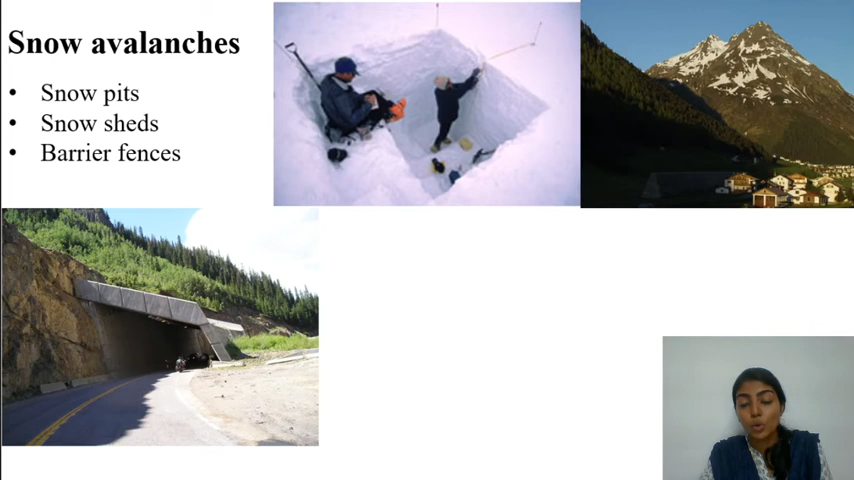 Snow avalanches
• Snow pits
• Snow sheds
• Barrier fences